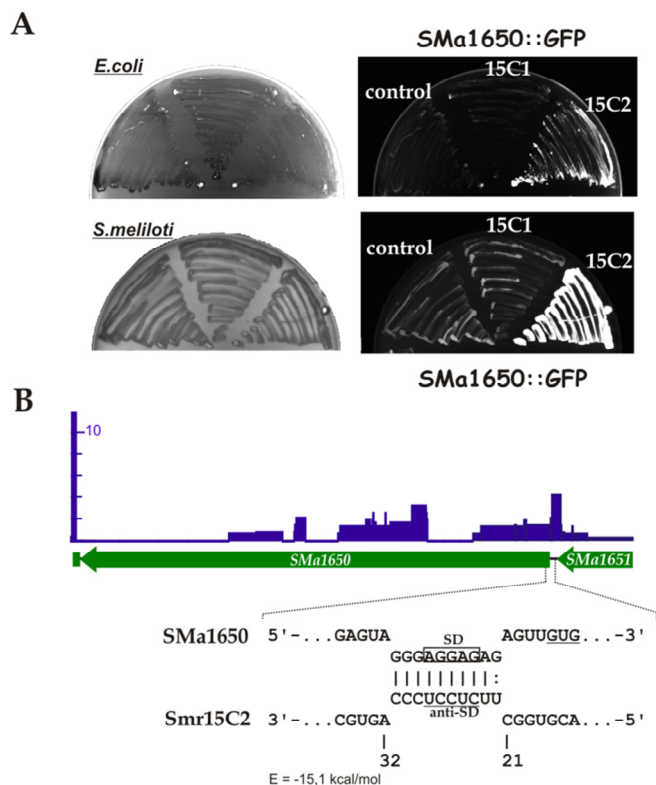 A
E.coli
SMa1650::GFP
control
15C1
15C2
S.meliloti
control
15C1
15C2
SMa1650::GFP
B
10
SMa1650
SMa1651
SMa1650 5'-...GAGUA AGUUGUG...-3'
SD
GGGAGGAGAG
|||||||||:
CCCUCCUCUU
anti-SD
Smr15C2 3'-...CGUGA CGGUGCA...-5'
32 21
E = -15,1 kcal/mol